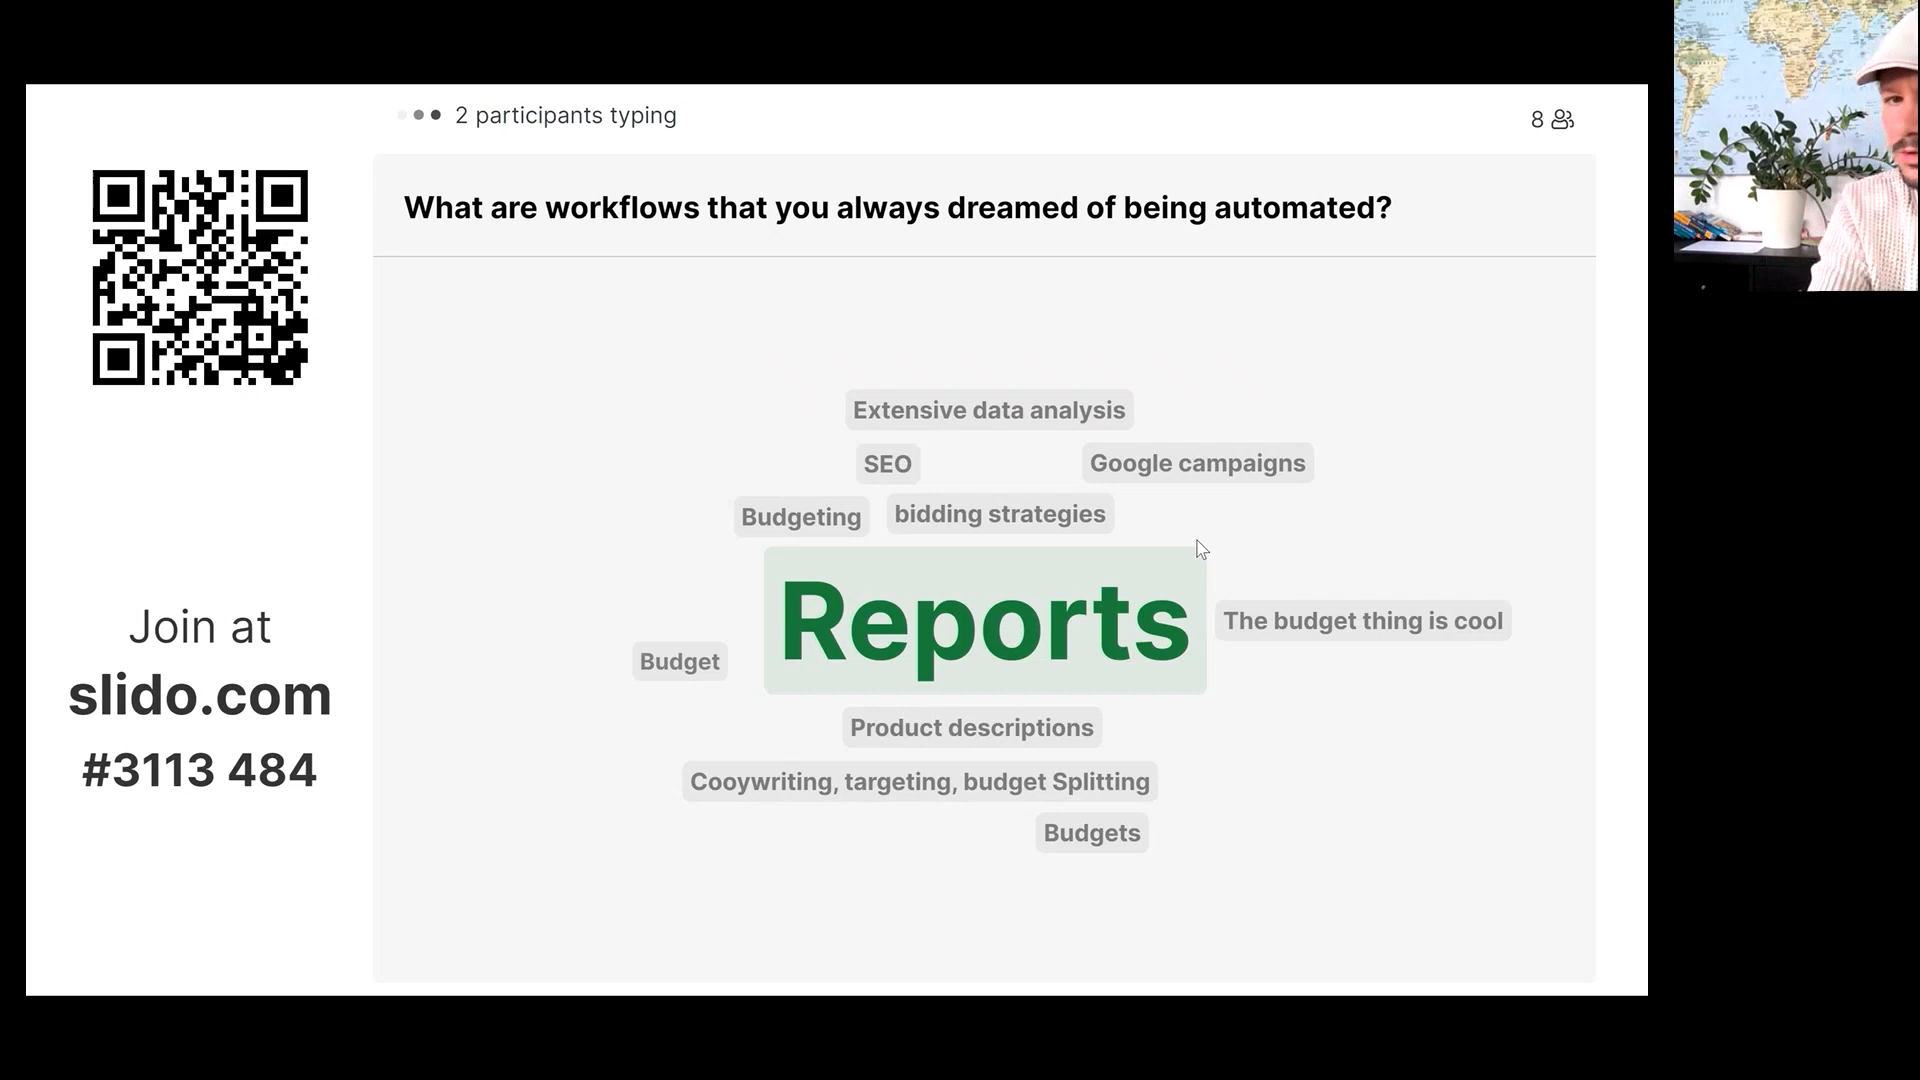 2 participants typing
8
What are workflows that you always dreamed of being automated?
Extensive data analysis
SEO
Google campaigns
Budgeting
bidding strategies
Reports
The budget thing is cool
Budget
Product descriptions
Cooywriting, targeting, budget Splitting
Budgets
Join at
slido.com
#3113 484